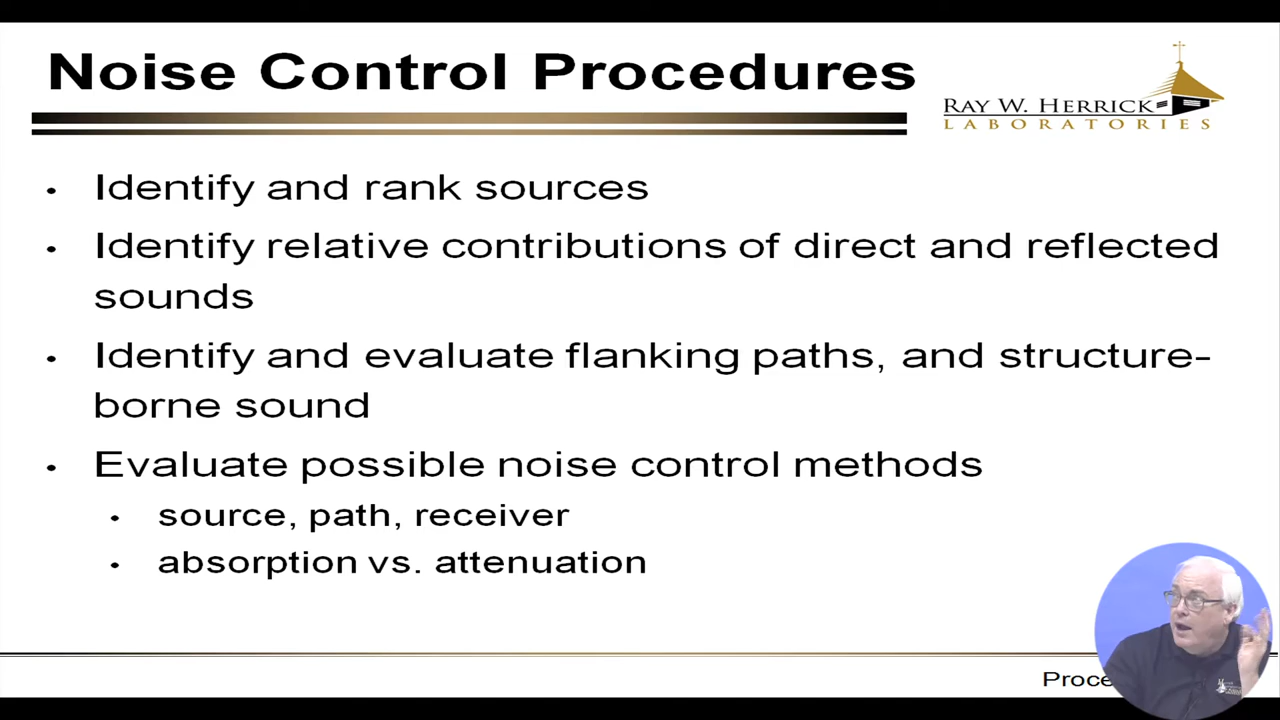 Noise Control Procedures
RAY W. HERRICK
LABORATORIES
• Identify and rank sources
• Identify relative contributions of direct and reflected
sounds
• Identify and evaluate flanking paths, and structure-
borne sound
• Evaluate possible noise control methods
• source, path, receiver
• absorption vs. attenuation